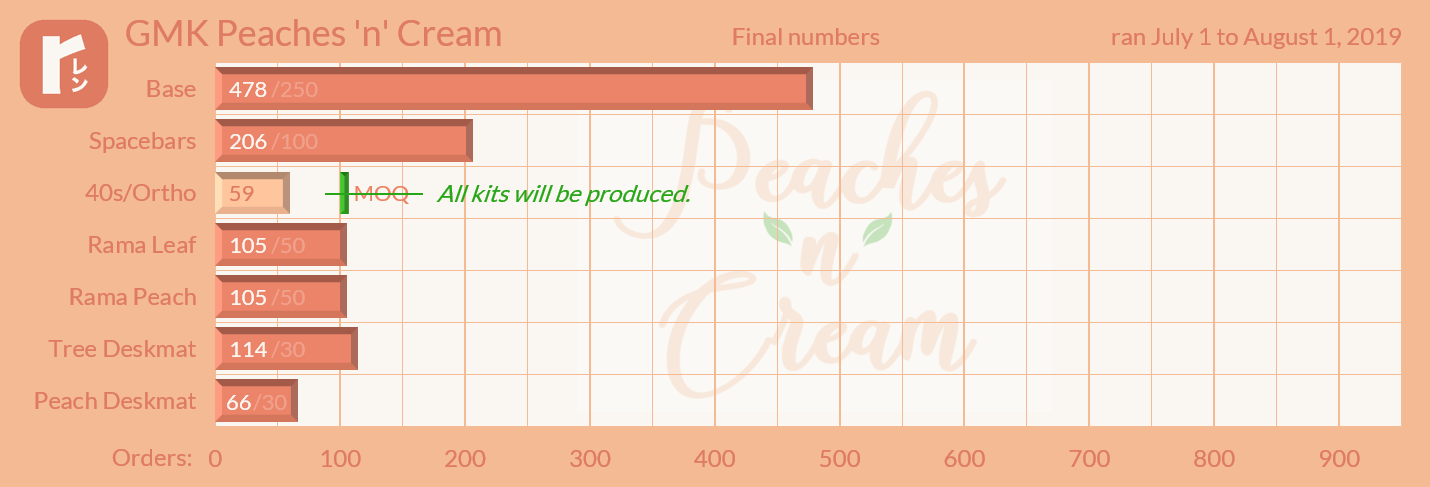 r レン
GMK Peaches 'n' Cream
Final numbers
ran July 1 to August 1, 2019
Base 478 /250
Spacebars 206 /100
40s/Ortho 59 MOQ All kits will be produced.
Rama Leaf 105 /50
Rama Peach 105 /50
Tree Deskmat 114 /30
Peach Deskmat 66 /30
Peaches
n
Cream
Orders: 0 100 200 300 400 500 600 700 800 900